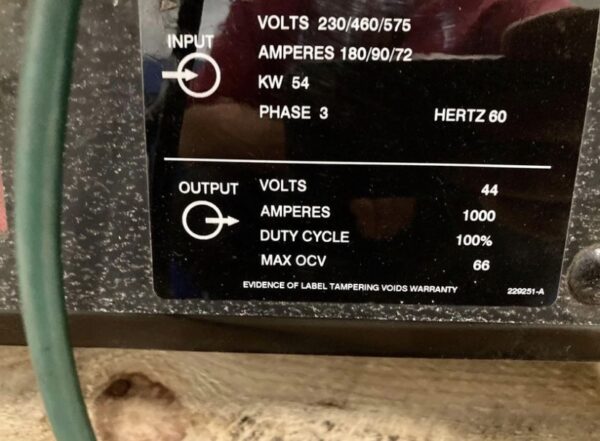 INPUT
VOLTS 230/460/575
AMPERES 180/90/72
KW 54
PHASE 3 HERTZ 60
OUTPUT
VOLTS 44
AMPERES 1000
DUTY CYCLE 100%
MAX OCV 66
EVIDENCE OF LABEL TAMPERING VOIDS WARRANTY 229251-A